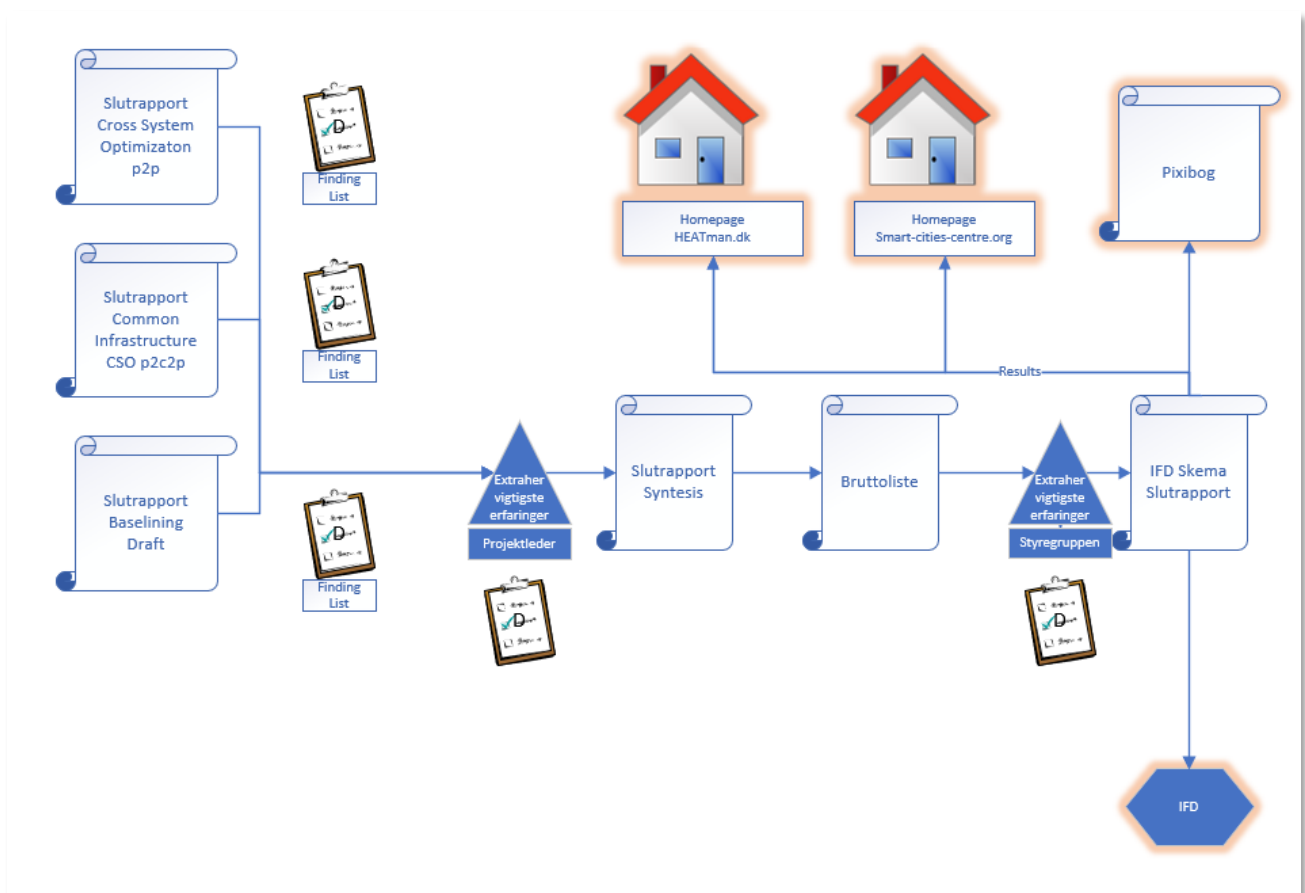 Slutrapport
Cross System
Optimizaton
p2p
Finding
List
Slutrapport
Common
Infrastructure
CSO p2c2p
Finding
List
Slutrapport
Baselining
Draft
Finding
List
Homepage
HEATman.dk
Homepage
Smart-cities-centre.org
Pixibog
Results
Extraher
vigtigste
erfaringer
Projektleder
Slutrapport
Syntesis
Bruttoliste
Extraher
vigtigste
erfaringer
Styregruppen
IFD Skema
Slutrapport
IFD